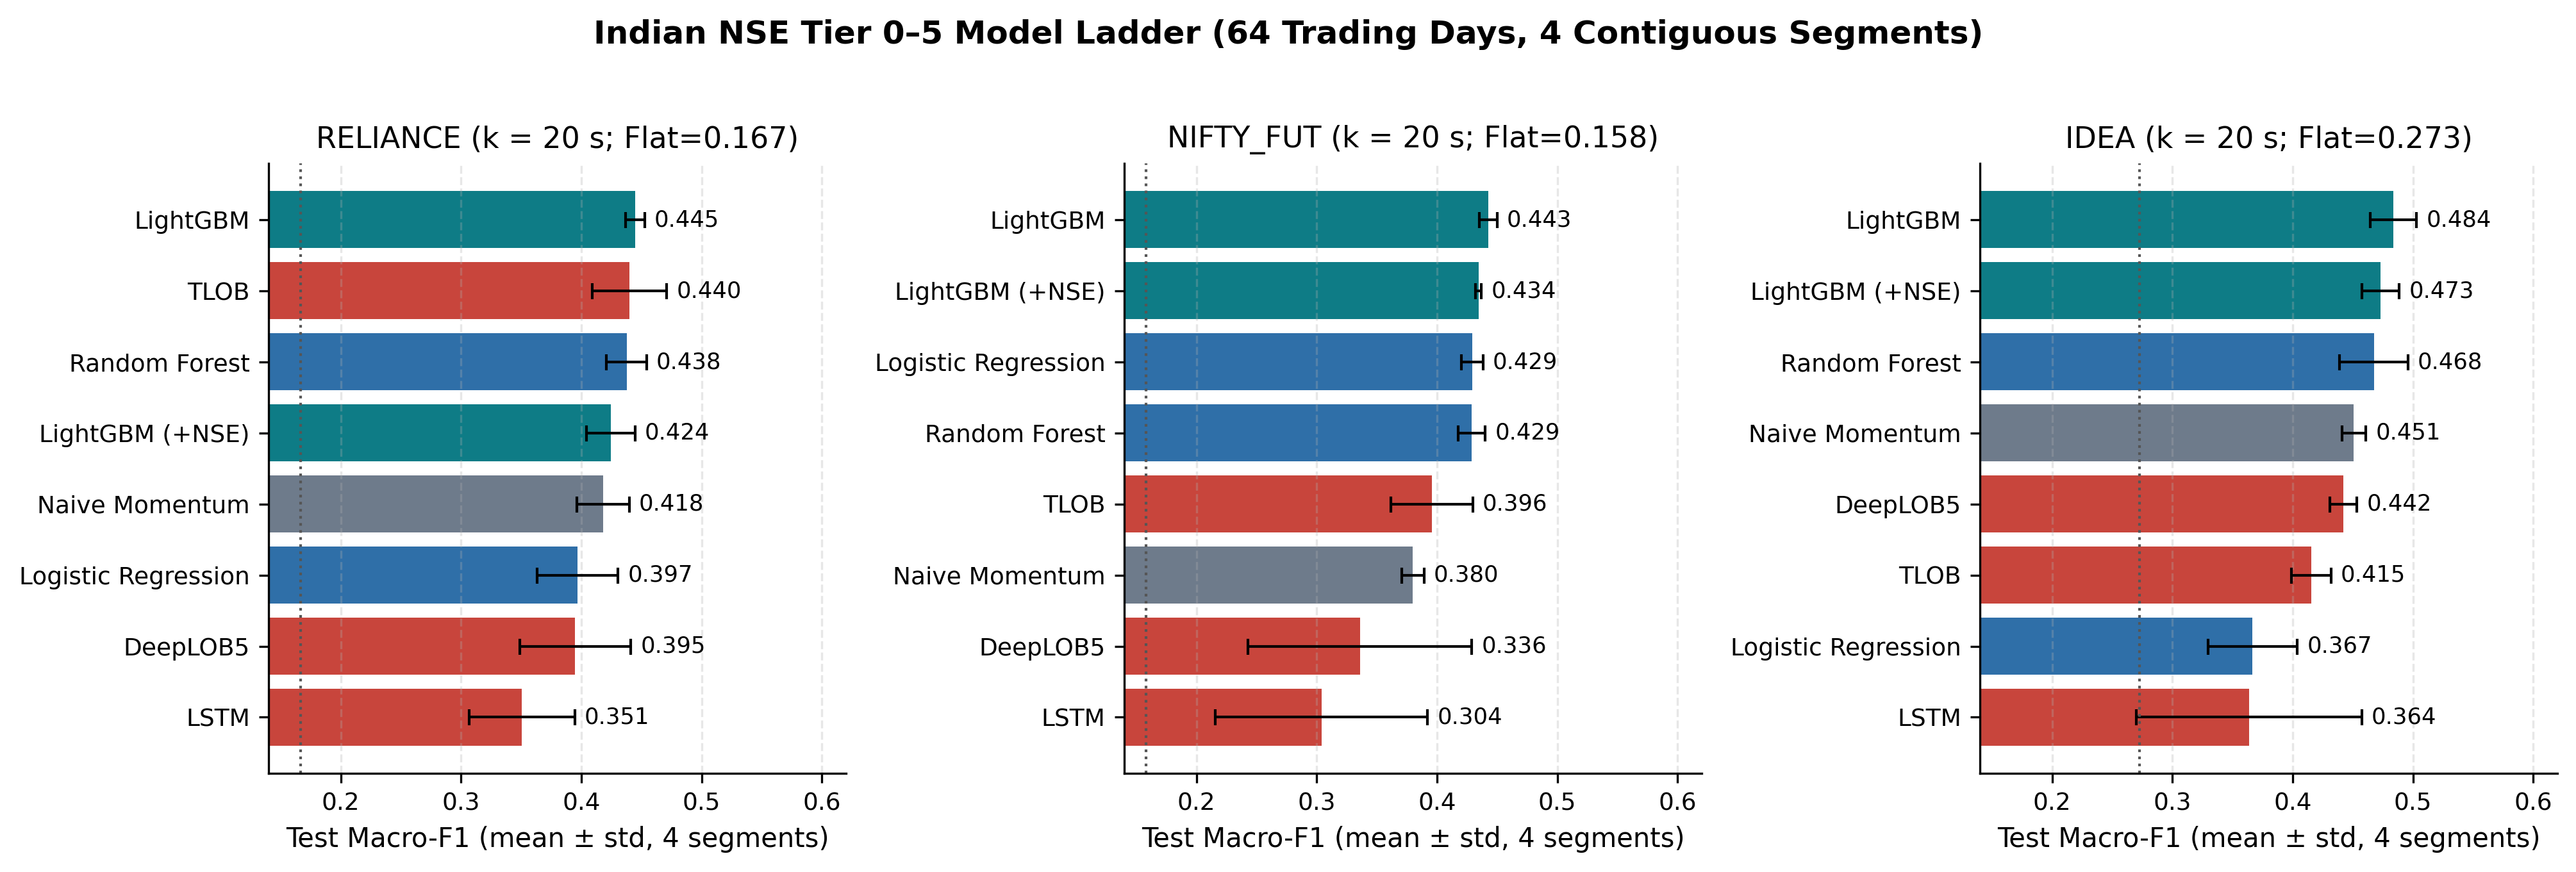 Indian NSE Tier 0–5 Model Ladder (64 Trading Days, 4 Contiguous Segments)
RELIANCE (k = 20 s; Flat=0.167)
LightGBM 0.445
TLOB 0.440
Random Forest 0.438
LightGBM (+NSE) 0.424
Naive Momentum 0.418
Logistic Regression 0.397
DeepLOB5 0.395
LSTM 0.351
0.2 0.3 0.4 0.5 0.6
Test Macro-F1 (mean ± std, 4 segments)
NIFTY_FUT (k = 20 s; Flat=0.158)
LightGBM 0.443
LightGBM (+NSE) 0.434
Logistic Regression 0.429
Random Forest 0.429
TLOB 0.396
Naive Momentum 0.380
DeepLOB5 0.336
LSTM 0.304
0.2 0.3 0.4 0.5 0.6
Test Macro-F1 (mean ± std, 4 segments)
IDEA (k = 20 s; Flat=0.273)
LightGBM 0.484
LightGBM (+NSE) 0.473
Random Forest 0.468
Naive Momentum 0.451
DeepLOB5 0.442
TLOB 0.415
Logistic Regression 0.367
LSTM 0.364
0.2 0.3 0.4 0.5 0.6
Test Macro-F1 (mean ± std, 4 segments)